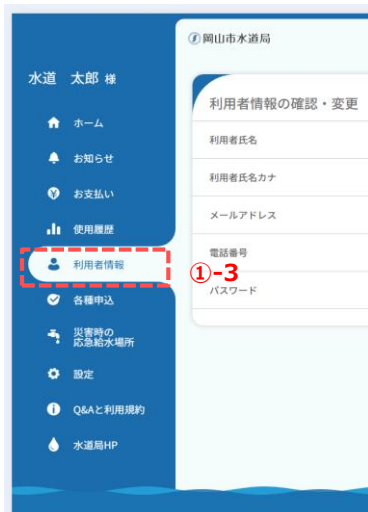 岡山市水道局
水道　太郎 様
ホーム
お知らせ
お支払い
使用履歴
利用者情報
各種申込
災害時の
応急給水場所
設定
Q&Aと利用規約
水道局HP
利用者情報の確認・変更
利用者氏名
利用者氏名カナ
メールアドレス
電話番号
パスワード
①-3